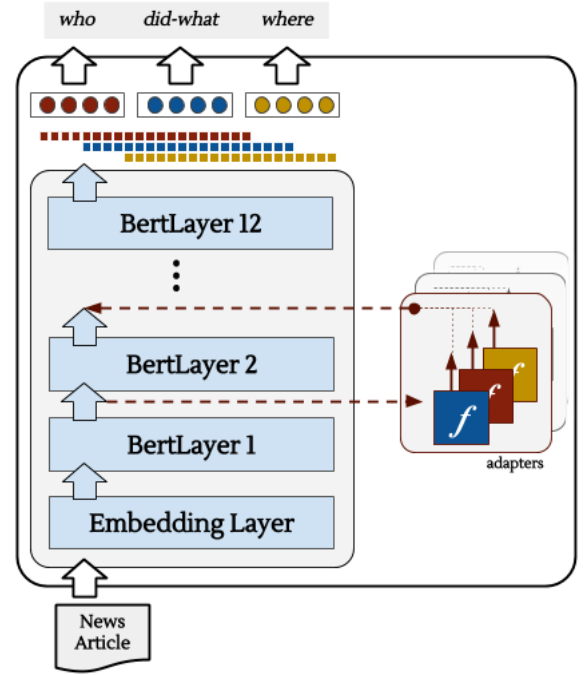 who did-what where
BertLayer 12
BertLayer 2
f
f
f
BertLayer 1
adapters
Embedding Layer
News
Article